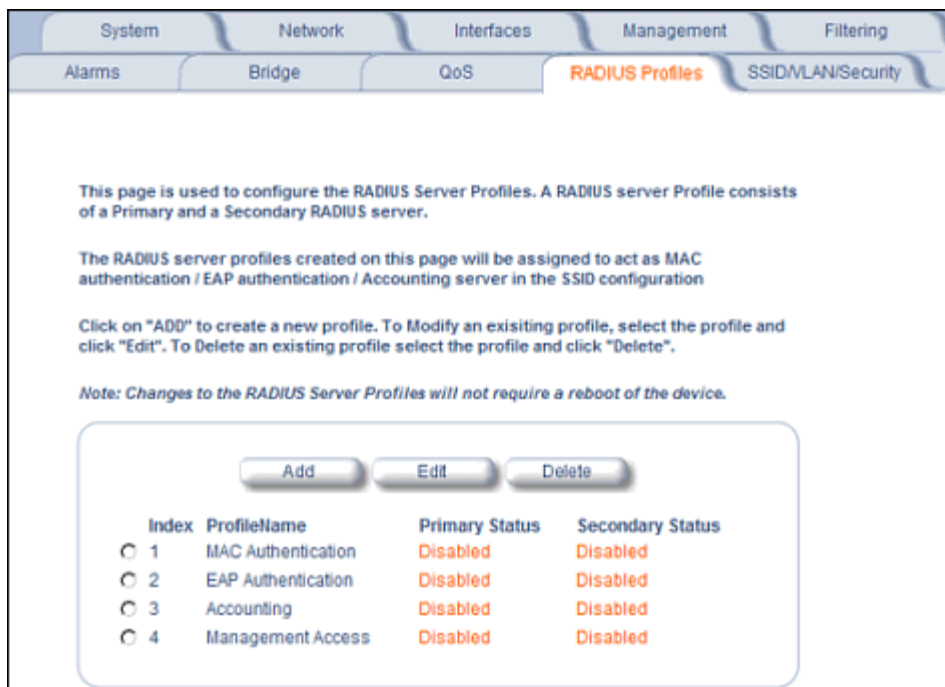 System Network Interfaces Management Filtering
Alarms Bridge QoS RADIUS Profiles SSID/VLAN/Security
This page is used to configure the RADIUS Server Profiles. A RADIUS server Profile consists
of a Primary and a Secondary RADIUS server.
The RADIUS server profiles created on this page will be assigned to act as MAC
authentication / EAP authentication / Accounting server in the SSID configuration
Click on "ADD" to create a new profile. To Modify an exisiting profile, select the profile and
click "Edit". To Delete an existing profile select the profile and click "Delete".
Note: Changes to the RADIUS Server Profiles will not require a reboot of the device.
Add Edit Delete
Index ProfileName Primary Status Secondary Status
1 MAC Authentication Disabled Disabled
2 EAP Authentication Disabled Disabled
3 Accounting Disabled Disabled
4 Management Access Disabled Disabled